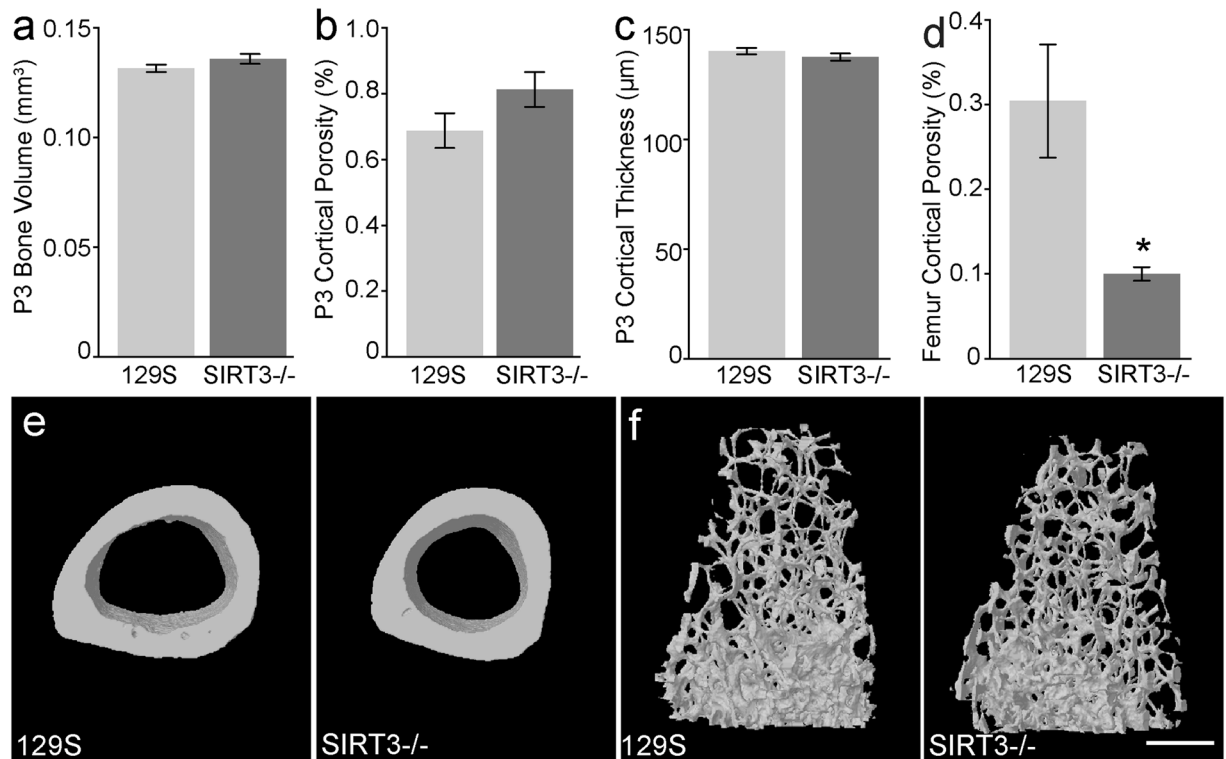 a
P3 Bone Volume (mm³)
0.15
0.10
0.05
0
129S SIRT3-/-
b
P3 Cortical Porosity (%)
1.0
0.8
0.6
0.4
0.2
0
129S SIRT3-/-
c
P3 Cortical Thickness (µm)
150
100
50
0
129S SIRT3-/-
d
Femur Cortical Porosity (%)
0.4
0.3
0.2
0.1
0
*
129S SIRT3-/-
e
129S
SIRT3-/-
f
129S
SIRT3-/-